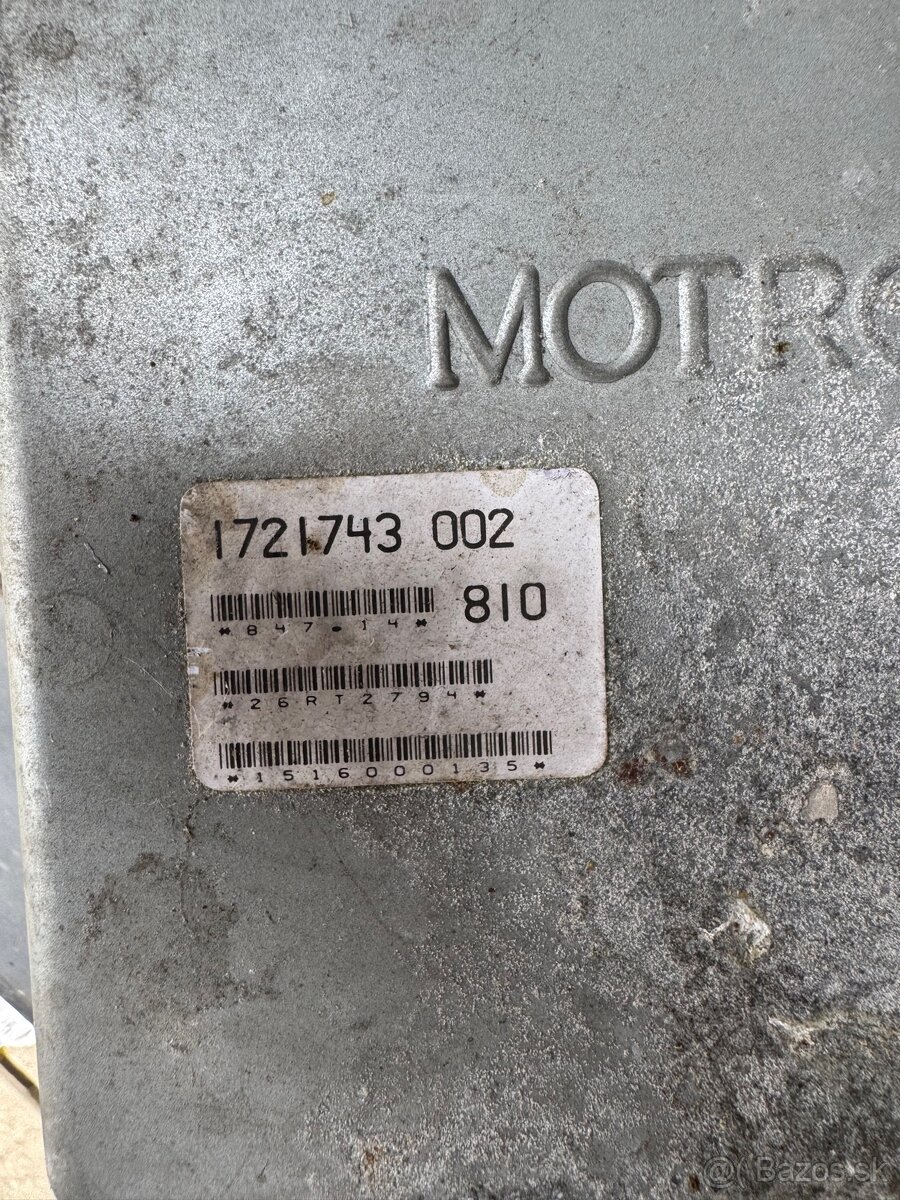 MOTRO
1721743 002
*847-14* 810
*26RT2794*
*1516000135*
@ Bazos.sk